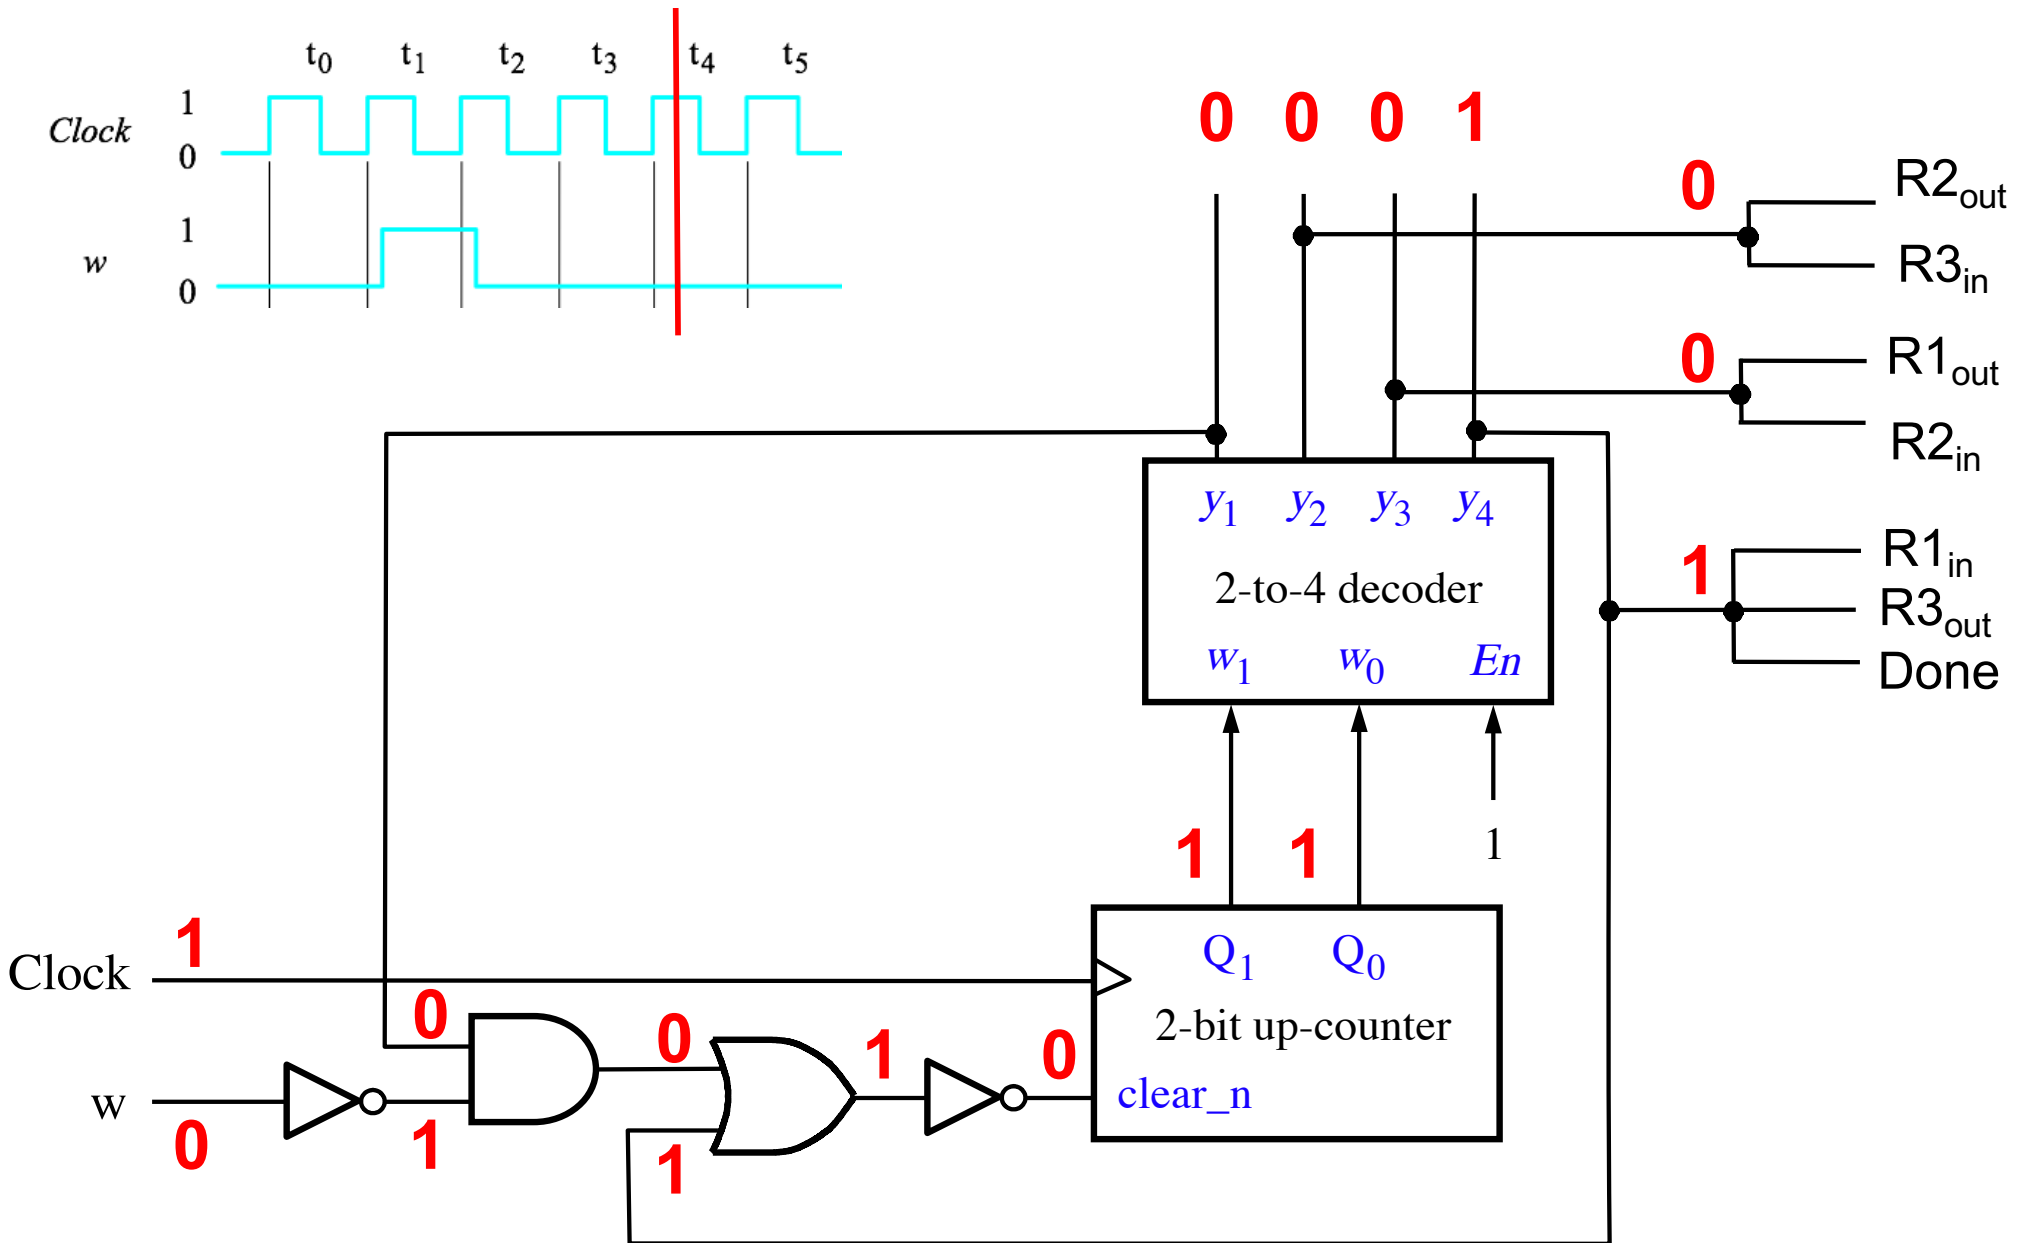 t0 t1 t2 t3 t4 t5
1
Clock
0
1
w
0
0 0 0 1
0 R2out
R3in
0 R1out
R2in
y1 y2 y3 y4
2-to-4 decoder
w1 w0 En
1 R1in
R3out
Done
1 1 1
Clock 1
Q1 Q0
2-bit up-counter
clear_n
0 0 1 0
w
0 1 1